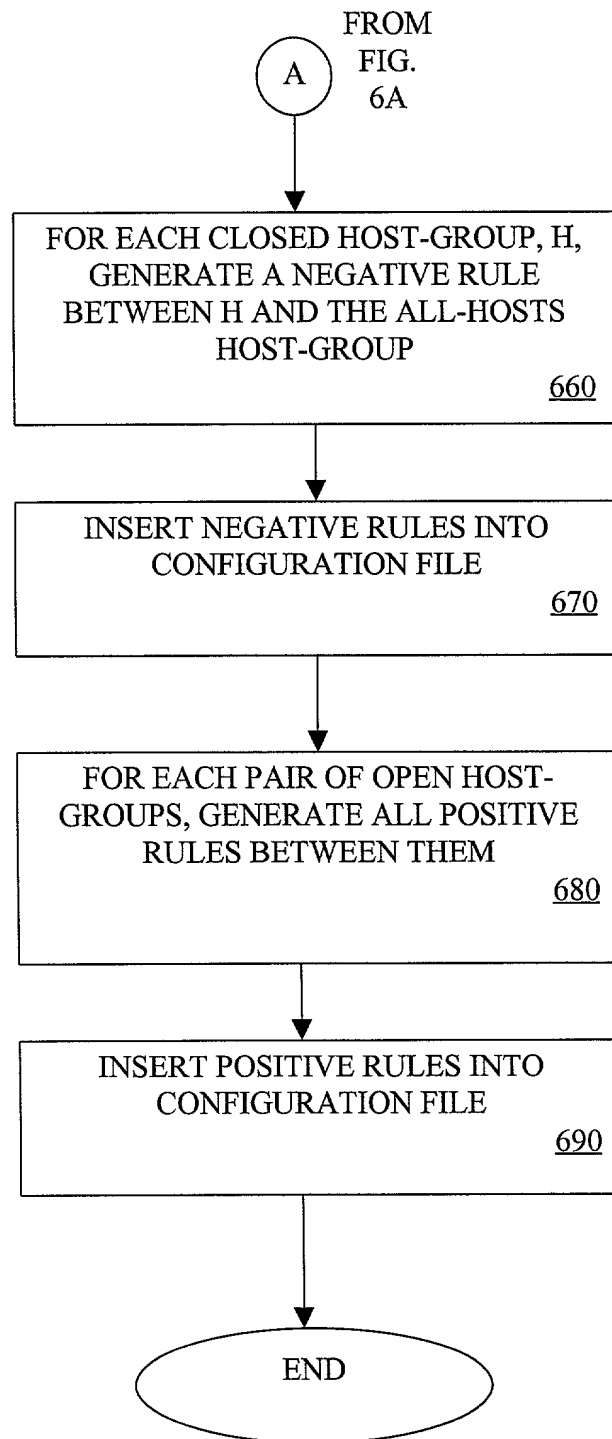 FROM
FIG.
6A
A
FOR EACH CLOSED HOST-GROUP, H,
GENERATE A NEGATIVE RULE
BETWEEN H AND THE ALL-HOSTS
HOST-GROUP
660
INSERT NEGATIVE RULES INTO
CONFIGURATION FILE
670
FOR EACH PAIR OF OPEN HOST-
GROUPS, GENERATE ALL POSITIVE
RULES BETWEEN THEM
680
INSERT POSITIVE RULES INTO
CONFIGURATION FILE
690
END